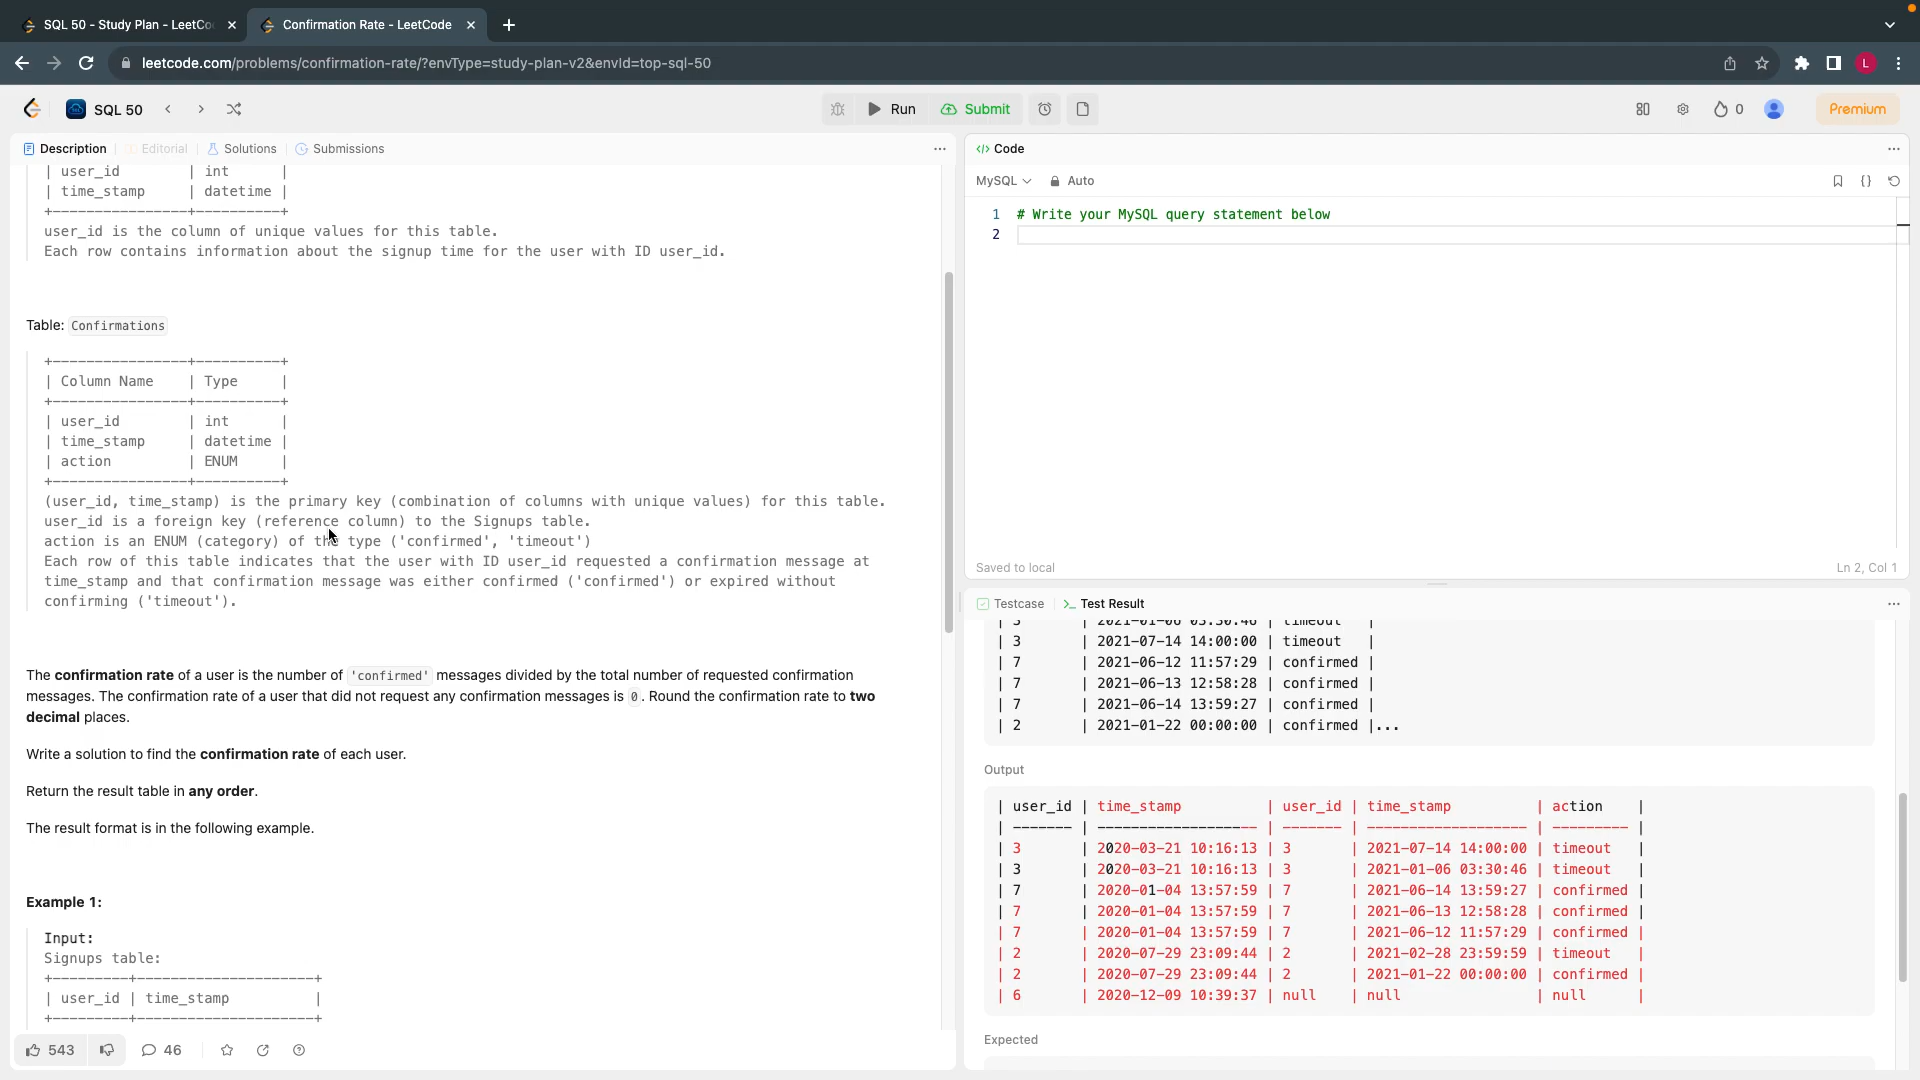 SQL 50 - Study Plan - LeetCo
Confirmation Rate - LeetCode
leetcode.com/problems/confirmation-rate/?envType=study-plan-v2&envId=top-sql-50
L
SQL 50
Run
Submit
0
Premium
Description
Editorial
Solutions
Submissions
| user_id | int |
| time_stamp | datetime |
+----------------+----------+
user_id is the column of unique values for this table.
Each row contains information about the signup time for the user with ID user_id.
Table: Confirmations
+----------------+----------+
| Column Name | Type |
+----------------+----------+
| user_id | int |
| time_stamp | datetime |
| action | ENUM |
+----------------+----------+
(user_id, time_stamp) is the primary key (combination of columns with unique values) for this table.
user_id is a foreign key (reference column) to the Signups table.
action is an ENUM (category) of the type ('confirmed', 'timeout')
Each row of this table indicates that the user with ID user_id requested a confirmation message at
time_stamp and that confirmation message was either confirmed ('confirmed') or expired without
confirming ('timeout').
The confirmation rate of a user is the number of 'confirmed' messages divided by the total number of requested confirmation
messages. The confirmation rate of a user that did not request any confirmation messages is 0. Round the confirmation rate to two
decimal places.
Write a solution to find the confirmation rate of each user.
Return the result table in any order.
The result format is in the following example.
Example 1:
Input:
Signups table:
+---------+---------------------+
| user_id | time_stamp |
+---------+---------------------+
543
46
Code
MySQL
Auto
1 # Write your MySQL query statement below
2
Saved to local
Ln 2, Col 1
Testcase
Test Result
| 3 | 2021-01-06 03:30:46 | timeout |
| 3 | 2021-07-14 14:00:00 | timeout |
| 7 | 2021-06-12 11:57:29 | confirmed |
| 7 | 2021-06-13 12:58:28 | confirmed |
| 7 | 2021-06-14 13:59:27 | confirmed |
| 2 | 2021-01-22 00:00:00 | confirmed |...
Output
| user_id | time_stamp | user_id | time_stamp | action |
| ------- | ------------------- | ------- | ------------------- | --------- |
| 3 | 2020-03-21 10:16:13 | 3 | 2021-07-14 14:00:00 | timeout |
| 3 | 2020-03-21 10:16:13 | 3 | 2021-01-06 03:30:46 | timeout |
| 7 | 2020-01-04 13:57:59 | 7 | 2021-06-14 13:59:27 | confirmed |
| 7 | 2020-01-04 13:57:59 | 7 | 2021-06-13 12:58:28 | confirmed |
| 7 | 2020-01-04 13:57:59 | 7 | 2021-06-12 11:57:29 | confirmed |
| 2 | 2020-07-29 23:09:44 | 2 | 2021-02-28 23:59:59 | timeout |
| 2 | 2020-07-29 23:09:44 | 2 | 2021-01-22 00:00:00 | confirmed |
| 6 | 2020-12-09 10:39:37 | null | null | null |
Expected